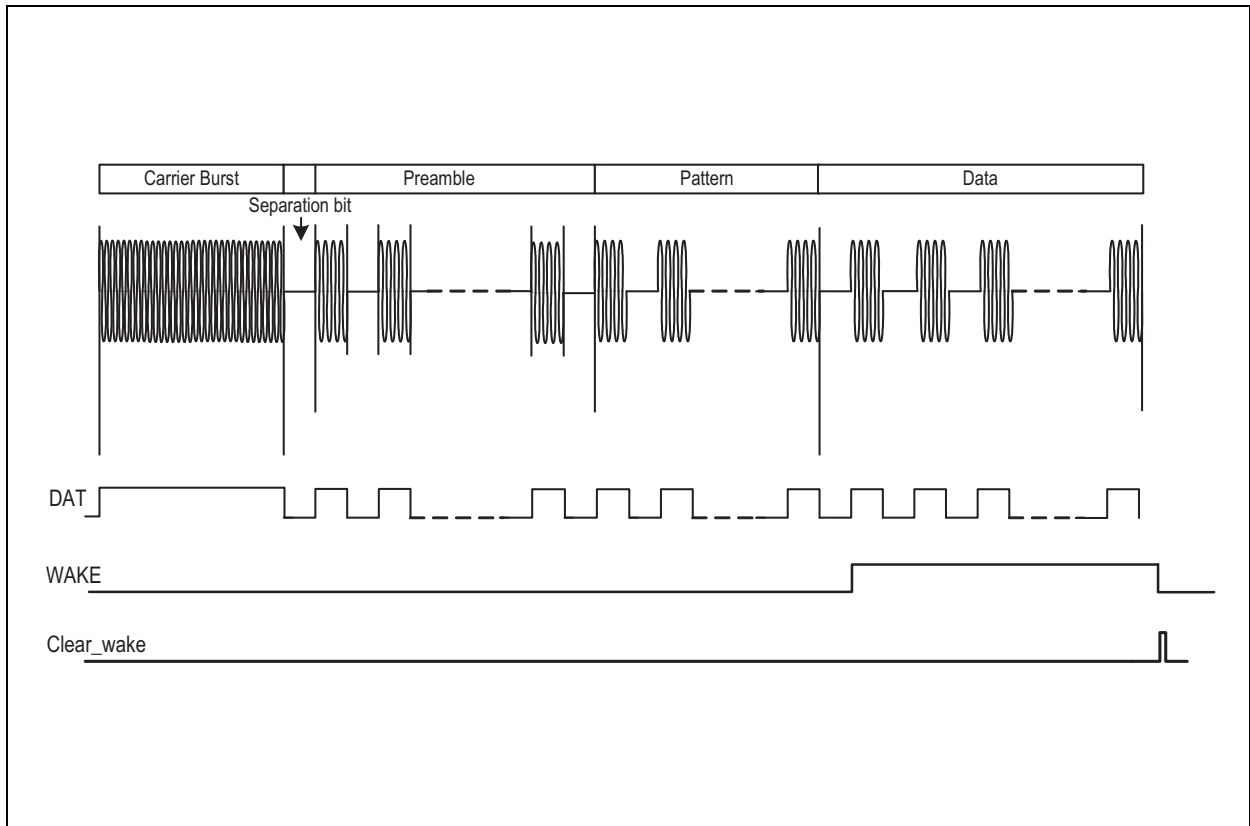 Carrier Burst Preamble Pattern Data
Separation bit
DAT
WAKE
Clear_wake